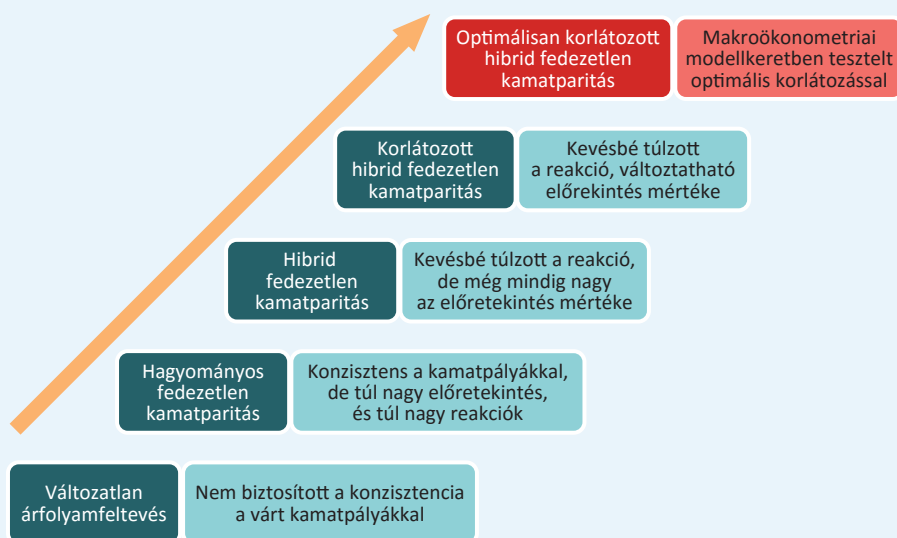 Optimálisan korlátozott
hibrid fedezetlen
kamatparitás
Makroökonometriai
modellkeretben tesztelt
optimális korlátozással
Korlátozott
hibrid fedezetlen
kamatparitás
Kevésbé túlzott
a reakció, változtatható
előrekintés mértéke
Hibrid
fedezetlen
kamatparitás
Kevésbé túlzott a reakció,
de még mindig nagy
az előretekintés mértéke
Hagyományos
fedezetlen
kamatparitás
Konzisztens a kamatpályákkal,
de túl nagy előretekintés,
és túl nagy reakciók
Változatlan
árfolyamfeltevés
Nem biztosított a konzisztencia
a várt kamatpályákkal